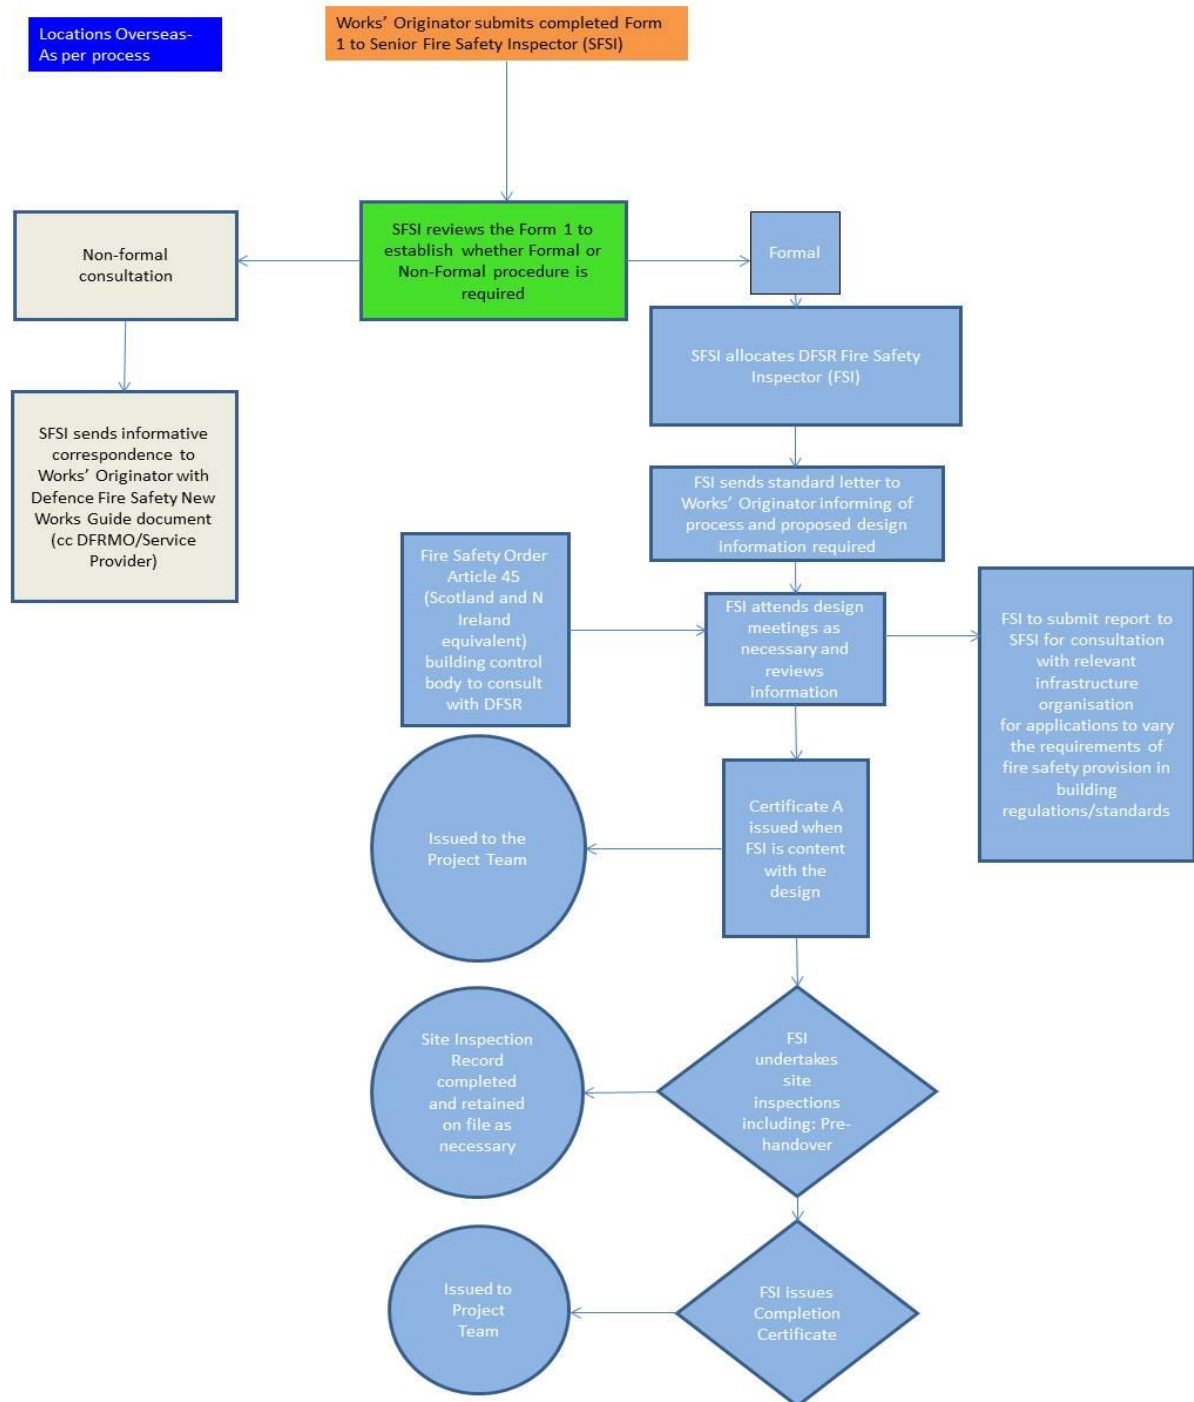 Locations Overseas-
As per process
Works’ Originator submits completed Form
1 to Senior Fire Safety Inspector (SFSI)
SFSI reviews the Form 1 to
establish whether Formal or
Non-Formal procedure is
required
Non-formal
consultation
Formal
SFSI allocates DFSR Fire Safety
Inspector (FSI)
SFSI sends informative
correspondence to
Works’ Originator with
Defence Fire Safety New
Works Guide document
(cc DFRMO/Service
Provider)
FSI sends standard letter to
Works’ Originator informing of
process and proposed design
information required
Fire Safety Order
Article 45
(Scotland and N
Ireland
equivalent)
building control
body to consult
with DFSR
FSI attends design
meetings as
necessary and
reviews
information
FSI to submit report to
SFSI for consultation
with relevant
infrastructure
organisation
for applications to vary
the requirements of
fire safety provision in
building
regulations/standards
Issued to the
Project Team
Certificate A
issued when
FSI is content
with the
design
Site Inspection
Record
completed
and retained
on file as
necessary
FSI
undertakes
site
inspections
including: Pre-
handover
Issued to
Project
Team
FSI issues
Completion
Certificate